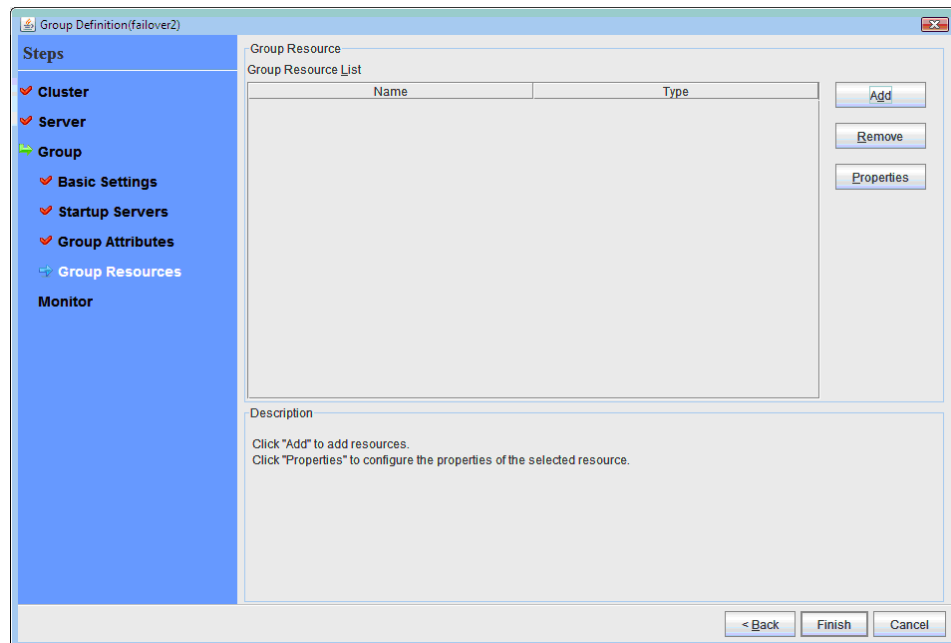 Group Definition(failover2)
Steps
Cluster
Server
Group
Basic Settings
Startup Servers
Group Attributes
Group Resources
Monitor
Group Resource
Group Resource List
Name Type
Add
Remove
Properties
Description
Click "Add" to add resources.
Click "Properties" to configure the properties of the selected resource.
< Back Finish Cancel